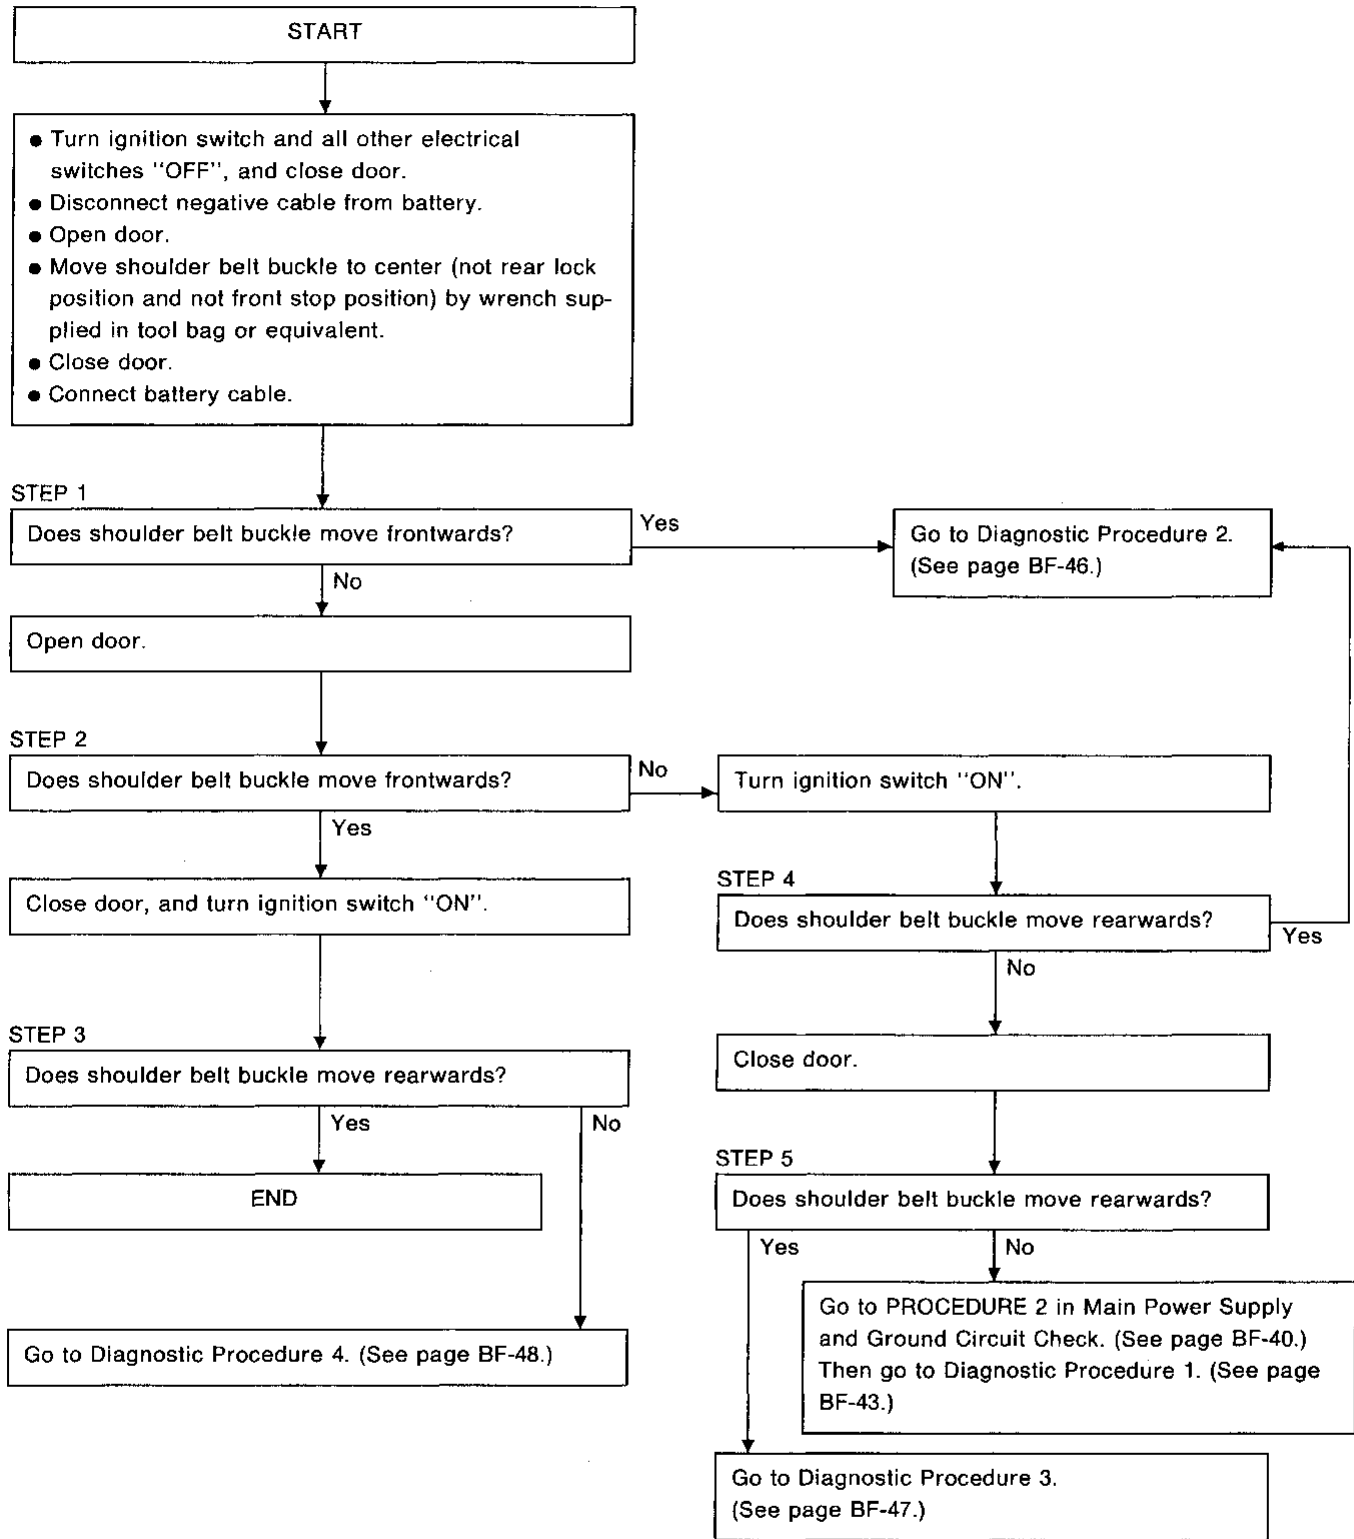 START
● Turn ignition switch and all other electrical
switches "OFF", and close door.
● Disconnect negative cable from battery.
● Open door.
● Move shoulder belt buckle to center (not rear lock
position and not front stop position) by wrench sup-
plied in tool bag or equivalent.
● Close door.
● Connect battery cable.
STEP 1
Does shoulder belt buckle move frontwards?
Yes
Go to Diagnostic Procedure 2.
(See page BF-46.)
No
Open door.
STEP 2
Does shoulder belt buckle move frontwards?
No
Turn ignition switch "ON".
Yes
Close door, and turn ignition switch "ON".
STEP 4
Does shoulder belt buckle move rearwards?
Yes
No
STEP 3
Does shoulder belt buckle move rearwards?
Close door.
Yes
No
END
STEP 5
Does shoulder belt buckle move rearwards?
Yes
No
Go to PROCEDURE 2 in Main Power Supply
and Ground Circuit Check. (See page BF-40.)
Then go to Diagnostic Procedure 1. (See page
BF-43.)
Go to Diagnostic Procedure 4. (See page BF-48.)
Go to Diagnostic Procedure 3.
(See page BF-47.)